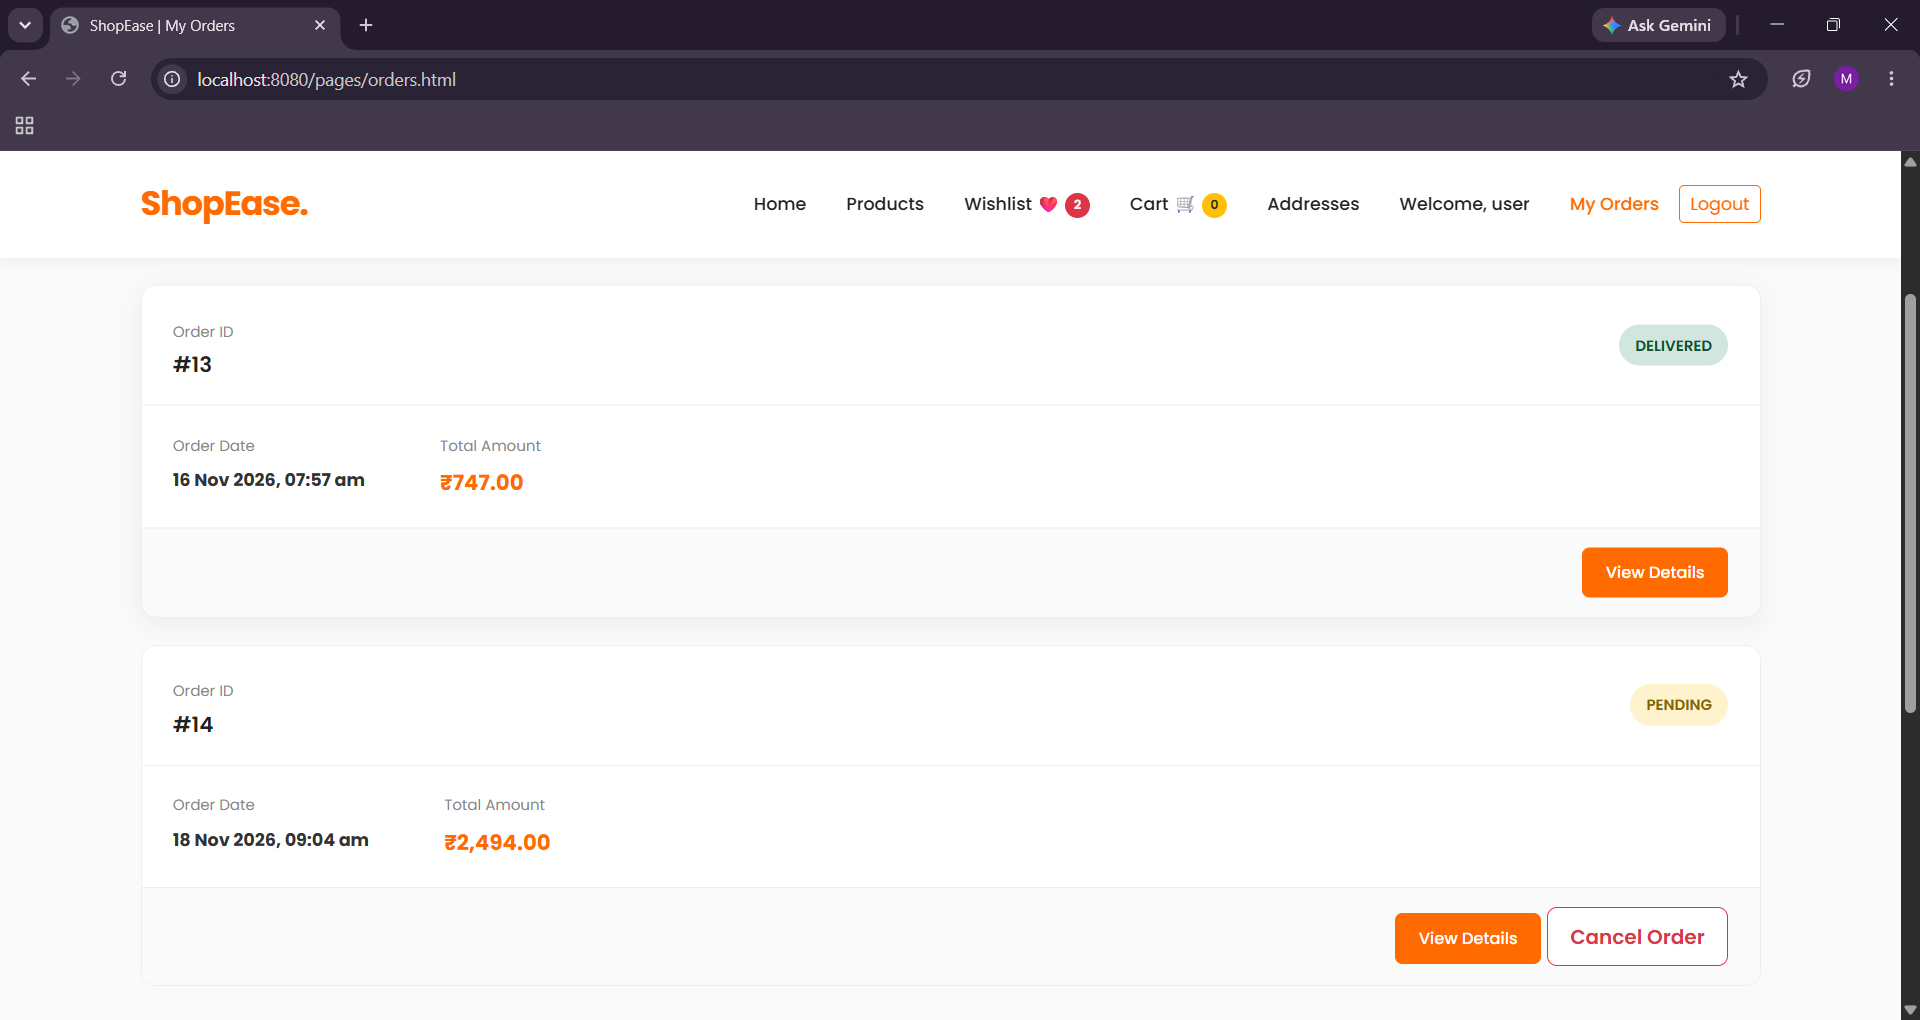 ShopEase | My Orders
Ask Gemini
localhost:8080/pages/orders.html
M
ShopEase.
Home Products Wishlist 2 Cart 0 Addresses Welcome, user My Orders Logout
Order ID
#13
DELIVERED
Order Date Total Amount
16 Nov 2026, 07:57 am ₹747.00
View Details
Order ID
#14
PENDING
Order Date Total Amount
18 Nov 2026, 09:04 am ₹2,494.00
View Details Cancel Order